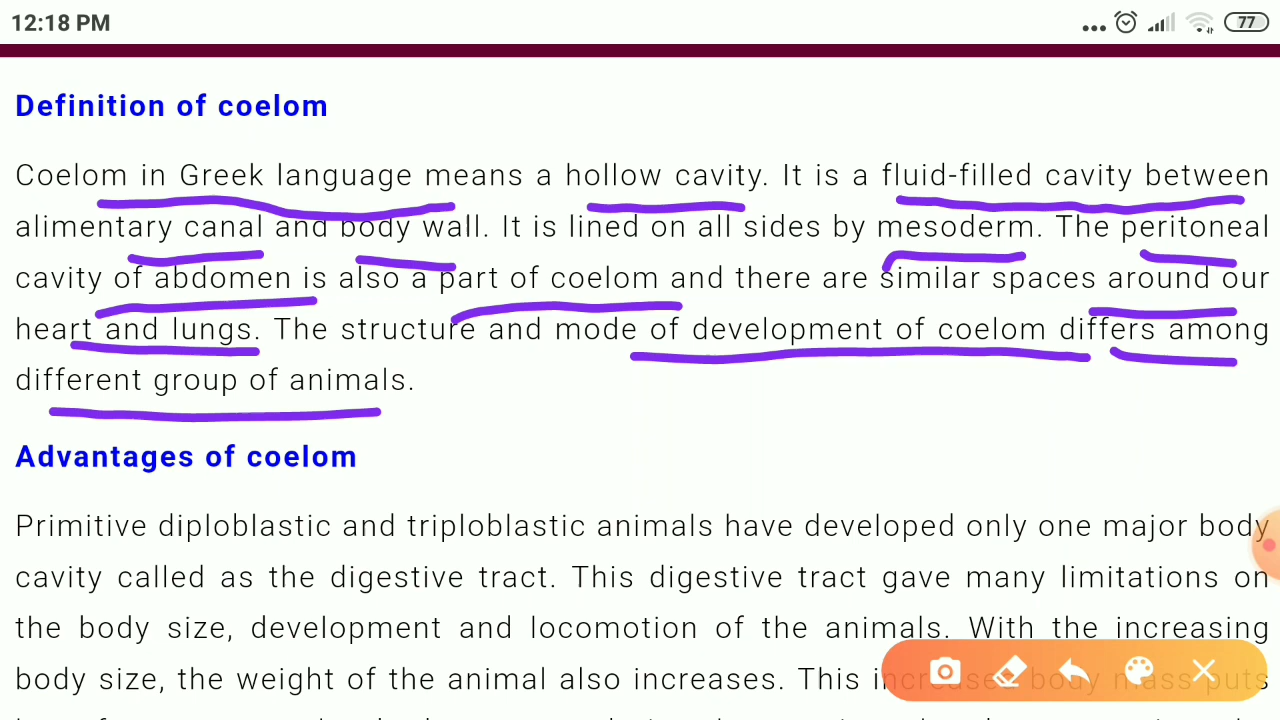 12:18 PM
77
Definition of coelom
Coelom in Greek language means a hollow cavity. It is a fluid-filled cavity between
alimentary canal and body wall. It is lined on all sides by mesoderm. The peritoneal
cavity of abdomen is also a part of coelom and there are similar spaces around our
heart and lungs. The structure and mode of development of coelom differs among
different group of animals.
Advantages of coelom
Primitive diploblastic and triploblastic animals have developed only one major body
cavity called as the digestive tract. This digestive tract gave many limitations on
the body size, development and locomotion of the animals. With the increasing
body size, the weight of the animal also increases. This increased body mass puts